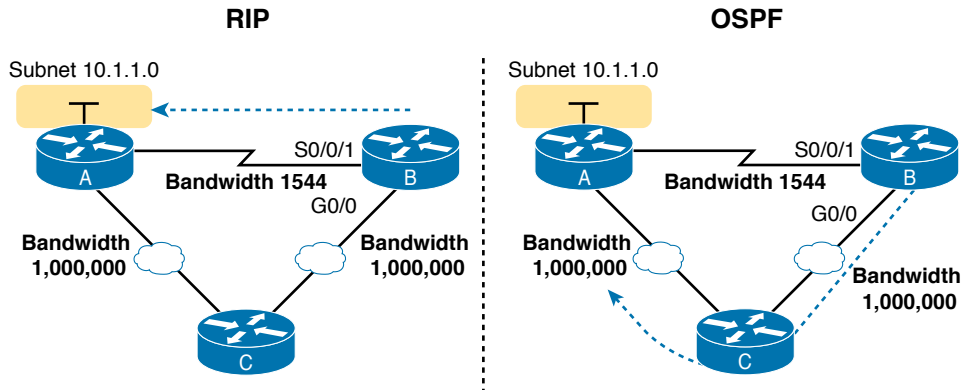 RIP
Subnet 10.1.1.0
A
S0/0/1
B
Bandwidth 1544
G0/0
Bandwidth
1,000,000
Bandwidth
1,000,000
C
OSPF
Subnet 10.1.1.0
A
S0/0/1
B
Bandwidth 1544
G0/0
Bandwidth
1,000,000
Bandwidth
1,000,000
C